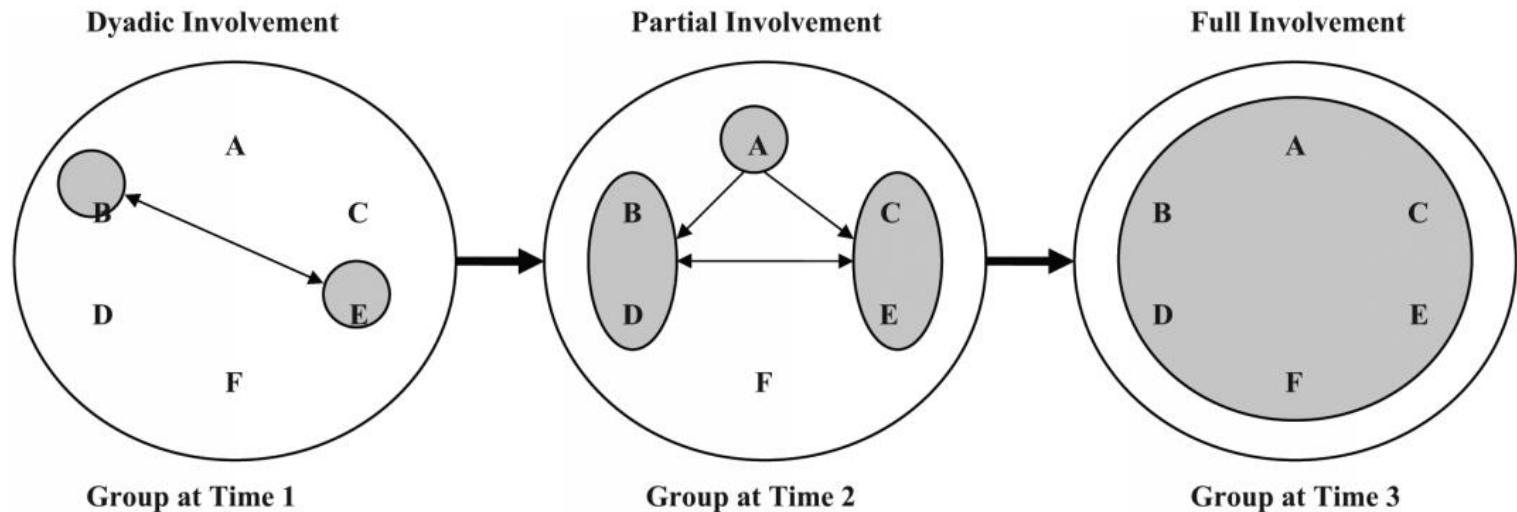 Dyadic Involvement
Partial Involvement
Full Involvement
A
B
C
D
E
F
A
B
C
D
E
F
A
B
C
D
E
F
Group at Time 1
Group at Time 2
Group at Time 3